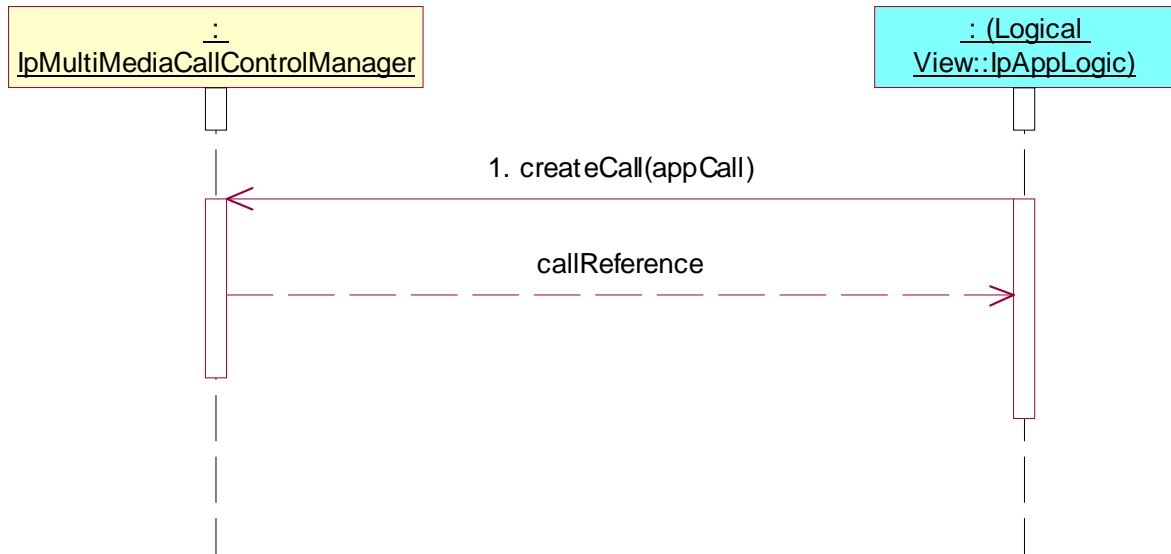 :
IpMultiMediaCallControlManager
: (Logical
View::IpAppLogic)
1. createCall(appCall)
callReference